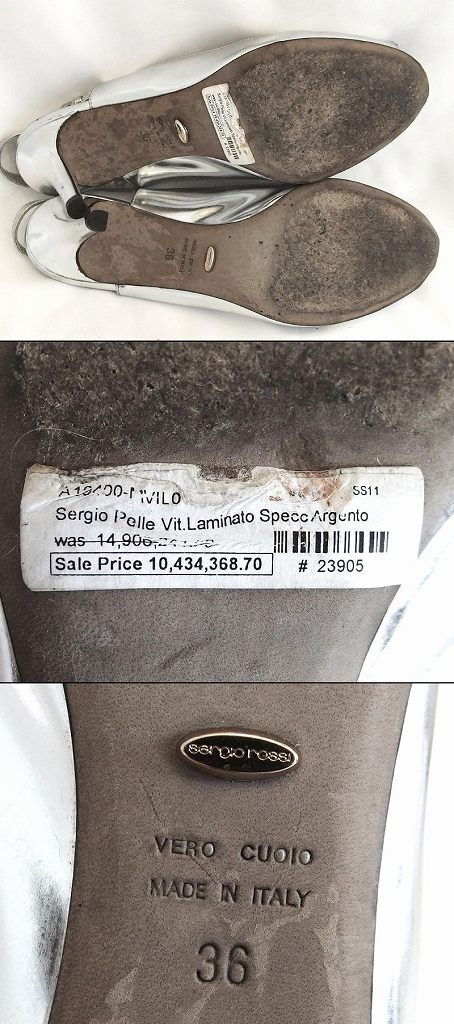 36
SS11
Sergio Pelle Vit.Laminato Specc Argento
was
Sale Price 10,434,368.70
# 23905
sergio rossi
VERO CUOIO
MADE IN ITALY
36